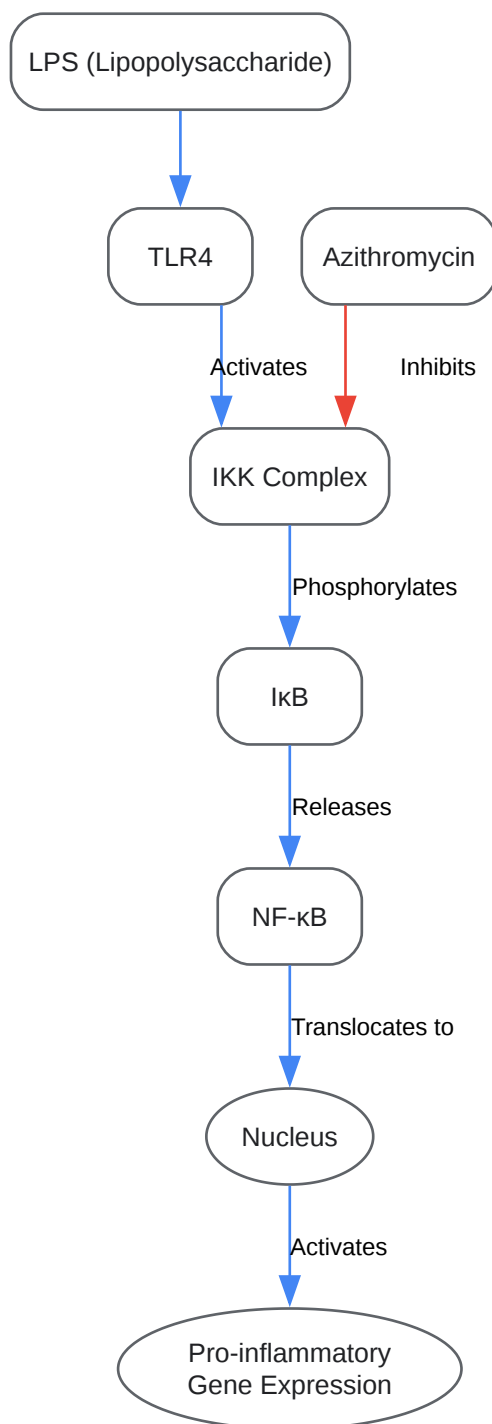 LPS (Lipopolysaccharide)
TLR4
Azithromycin
Activates
Inhibits
IKK Complex
Phosphorylates
IκB
Releases
NF-κB
Translocates to
Nucleus
Activates
Pro-inflammatory
Gene Expression